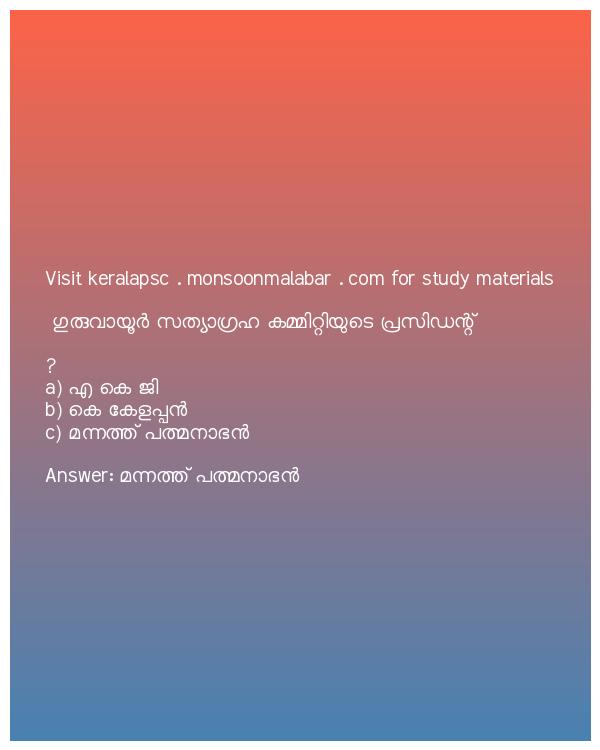 Visit keralapsc . monsoonmalabar . com for study materials
ഗുരുവായൂർ സത്യാഗ്രഹ കമ്മിറ്റിയുടെ പ്രസിഡന്റ്
?
a) എ കെ ജി
b) കെ കേളപ്പൻ
c) മന്നത്ത് പത്മനാഭൻ
Answer: മന്നത്ത് പത്മനാഭൻ